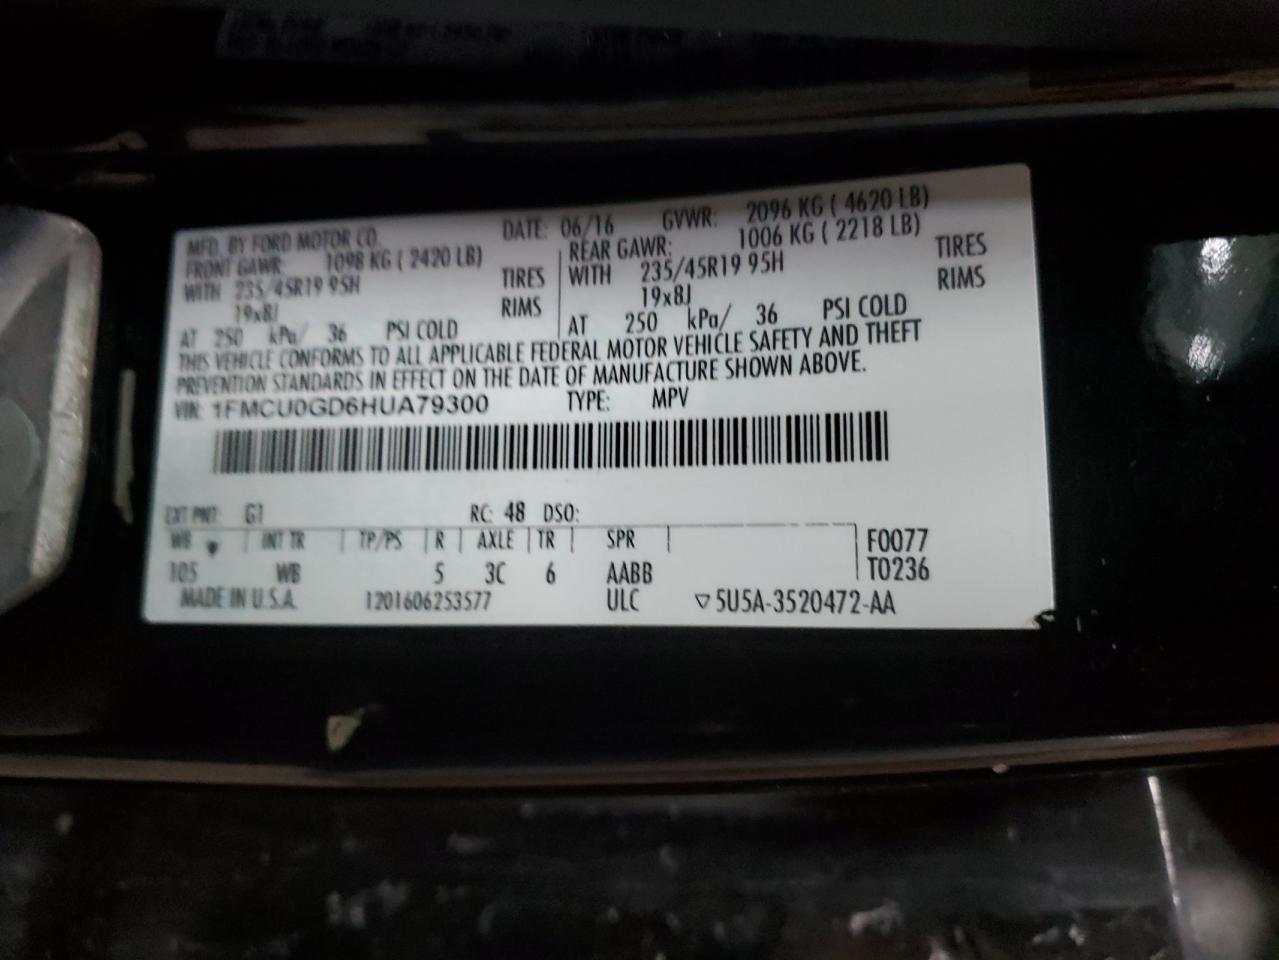 MFD. BY FORD MOTOR CO.
DATE: 06/16 GVWR: 2096 KG ( 4620 LB)
FRONT GAWR: 1098 KG ( 2420 LB)
WITH 235/45R19 95H TIRES
19x8J RIMS
AT 250 kPa/ 36 PSI COLD
REAR GAWR: 1006 KG ( 2218 LB)
WITH 235/45R19 95H TIRES
19x8J RIMS
AT 250 kPa/ 36 PSI COLD
THIS VEHICLE CONFORMS TO ALL APPLICABLE FEDERAL MOTOR VEHICLE SAFETY AND THEFT
PREVENTION STANDARDS IN EFFECT ON THE DATE OF MANUFACTURE SHOWN ABOVE.
VIN: 1FMCU0GD6HUA79300 TYPE: MPV
EXT PNT: G1 RC: 48 DSO:
WB INT TR TP/PS R AXLE TR SPR F0077
105 WB 5 3C 6 AABB T0236
MADE IN U.S.A. 1201606253577 ULC ▽5U5A-3520472-AA